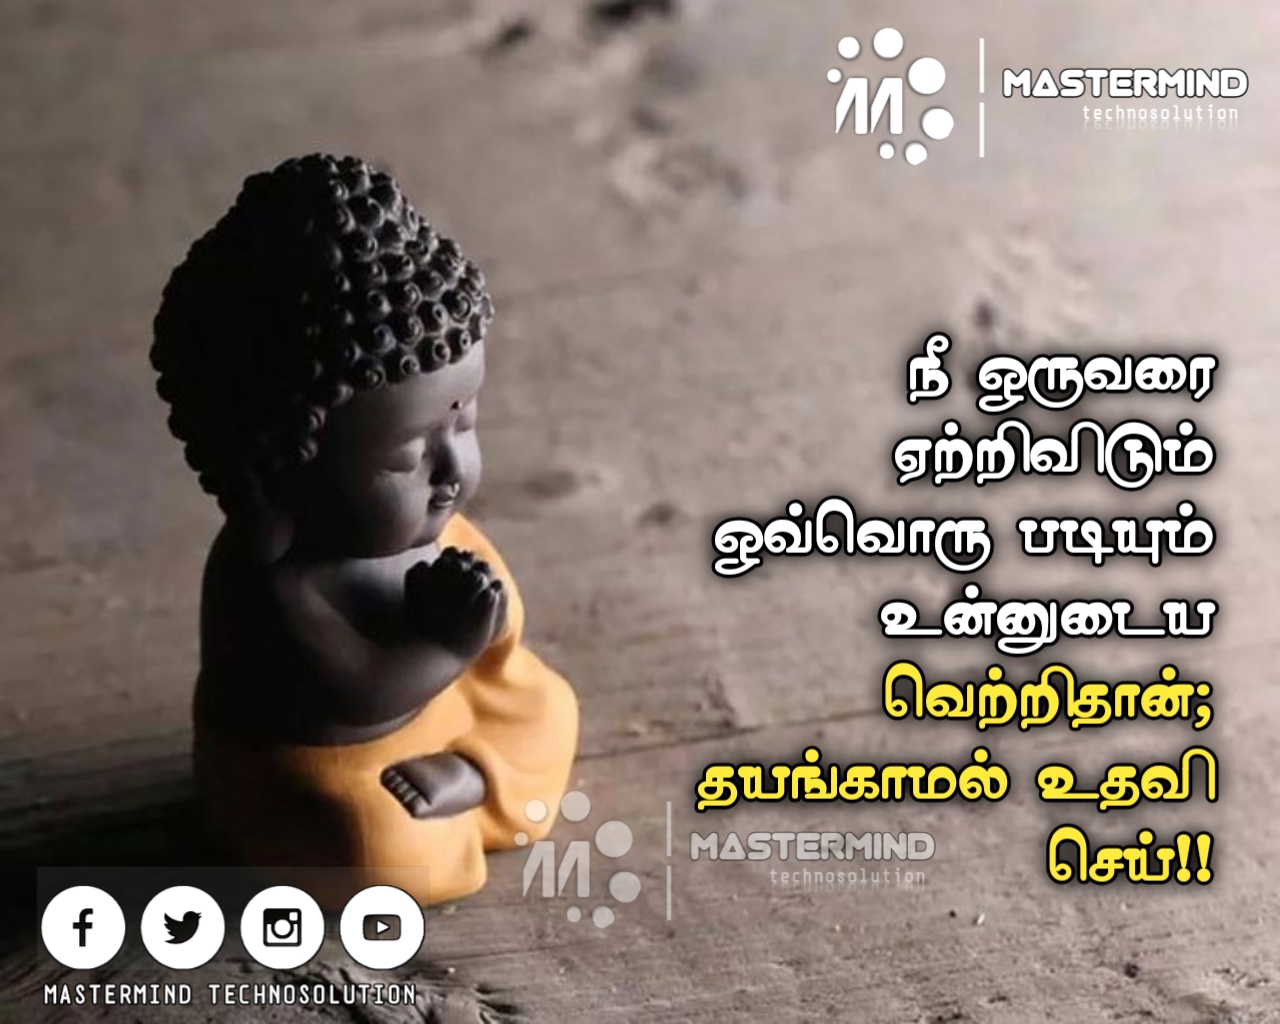 MASTERMIND
technosolution
நீ ஒருவரை
ஏற்றிவிடும்
ஒவ்வொரு படியும்
உன்னுடைய
வெற்றிதான்;
தயங்காமல் உதவி
செய்!!
MASTERMIND
technosolution
MASTERMIND TECHNOSOLUTION